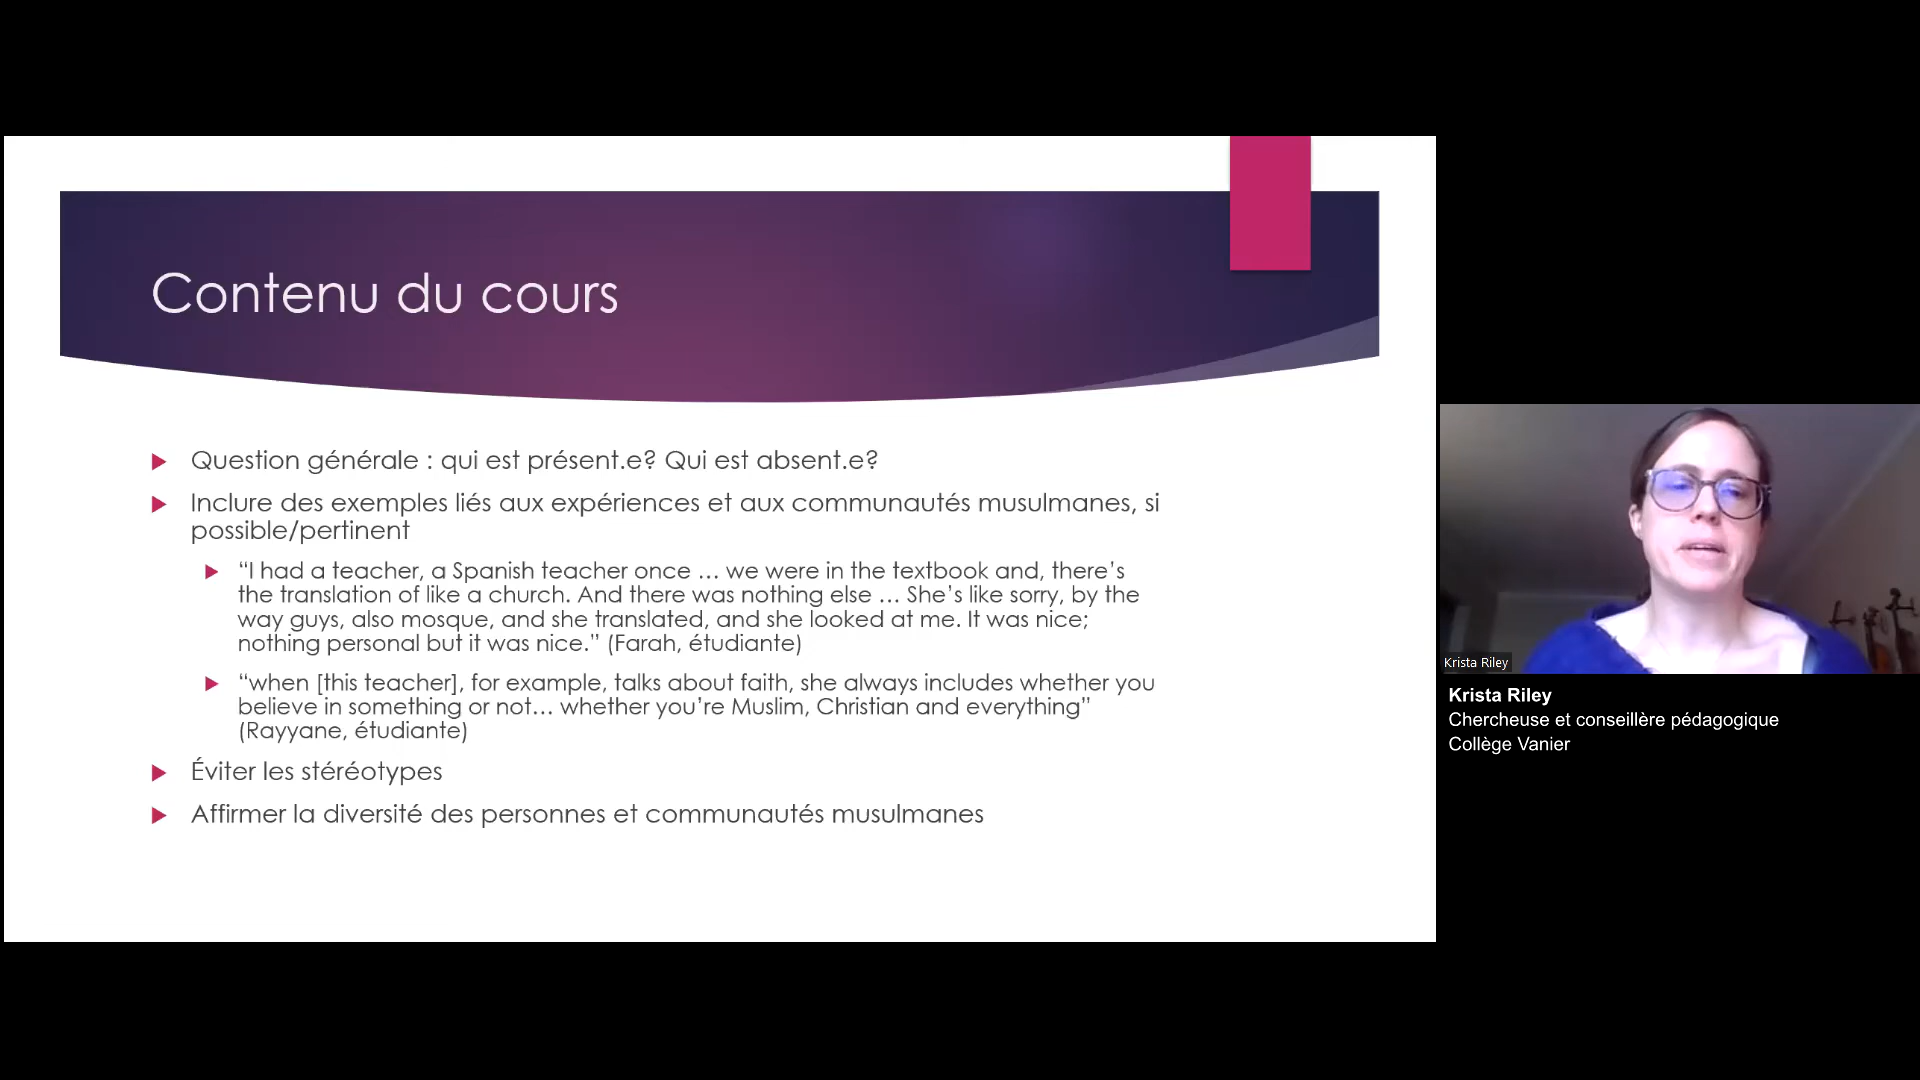 Contenu du cours
Question générale : qui est présent.e? Qui est absent.e?
Inclure des exemples liés aux expériences et aux communautés musulmanes, si
possible/pertinent
“I had a teacher, a Spanish teacher once … we were in the textbook and, there’s
the translation of like a church. And there was nothing else … She’s like sorry, by the
way guys, also mosque, and she translated, and she looked at me. It was nice;
nothing personal but it was nice.” (Farah, étudiante)
“when [this teacher], for example, talks about faith, she always includes whether you
believe in something or not… whether you’re Muslim, Christian and everything”
(Rayyane, étudiante)
Éviter les stéréotypes
Affirmer la diversité des personnes et communautés musulmanes
Krista Riley
Krista Riley
Chercheuse et conseillère pédagogique
Collège Vanier